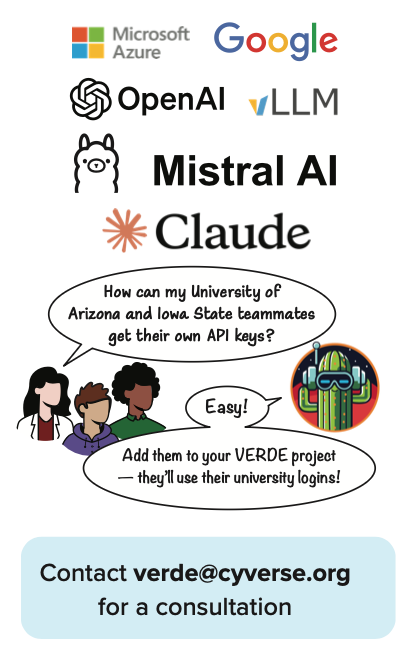 Microsoft
Azure
Google
OpenAI
vLLM
Mistral AI
Claude
How can my University of
Arizona and Iowa State teammates
get their own API keys?
Easy!
Add them to your VERDE project
— they'll use their university logins!
Contact verde@cyverse.org
for a consultation